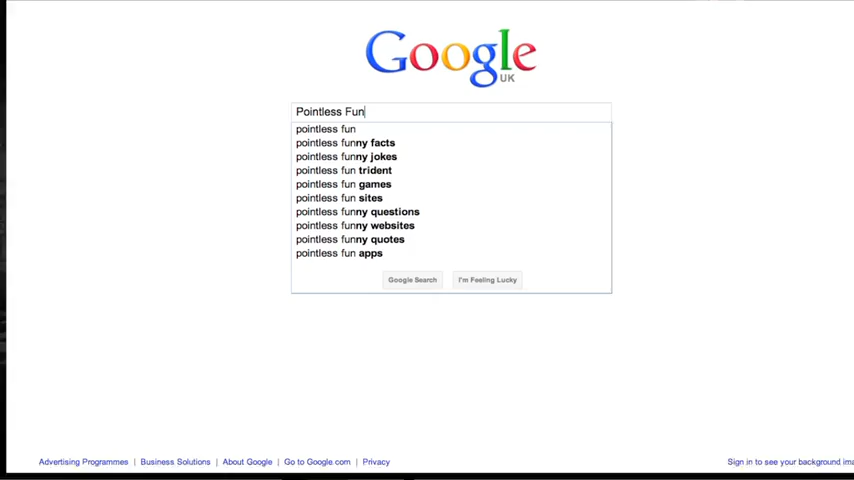 Google
UK
Pointless Fun
pointless fun
pointless funny facts
pointless funny jokes
pointless fun trident
pointless fun games
pointless fun sites
pointless funny questions
pointless funny websites
pointless funny quotes
pointless fun apps
Google Search I'm Feeling Lucky
Advertising Programmes | Business Solutions | About Google | Go to Google.com | Privacy Sign in to see your background